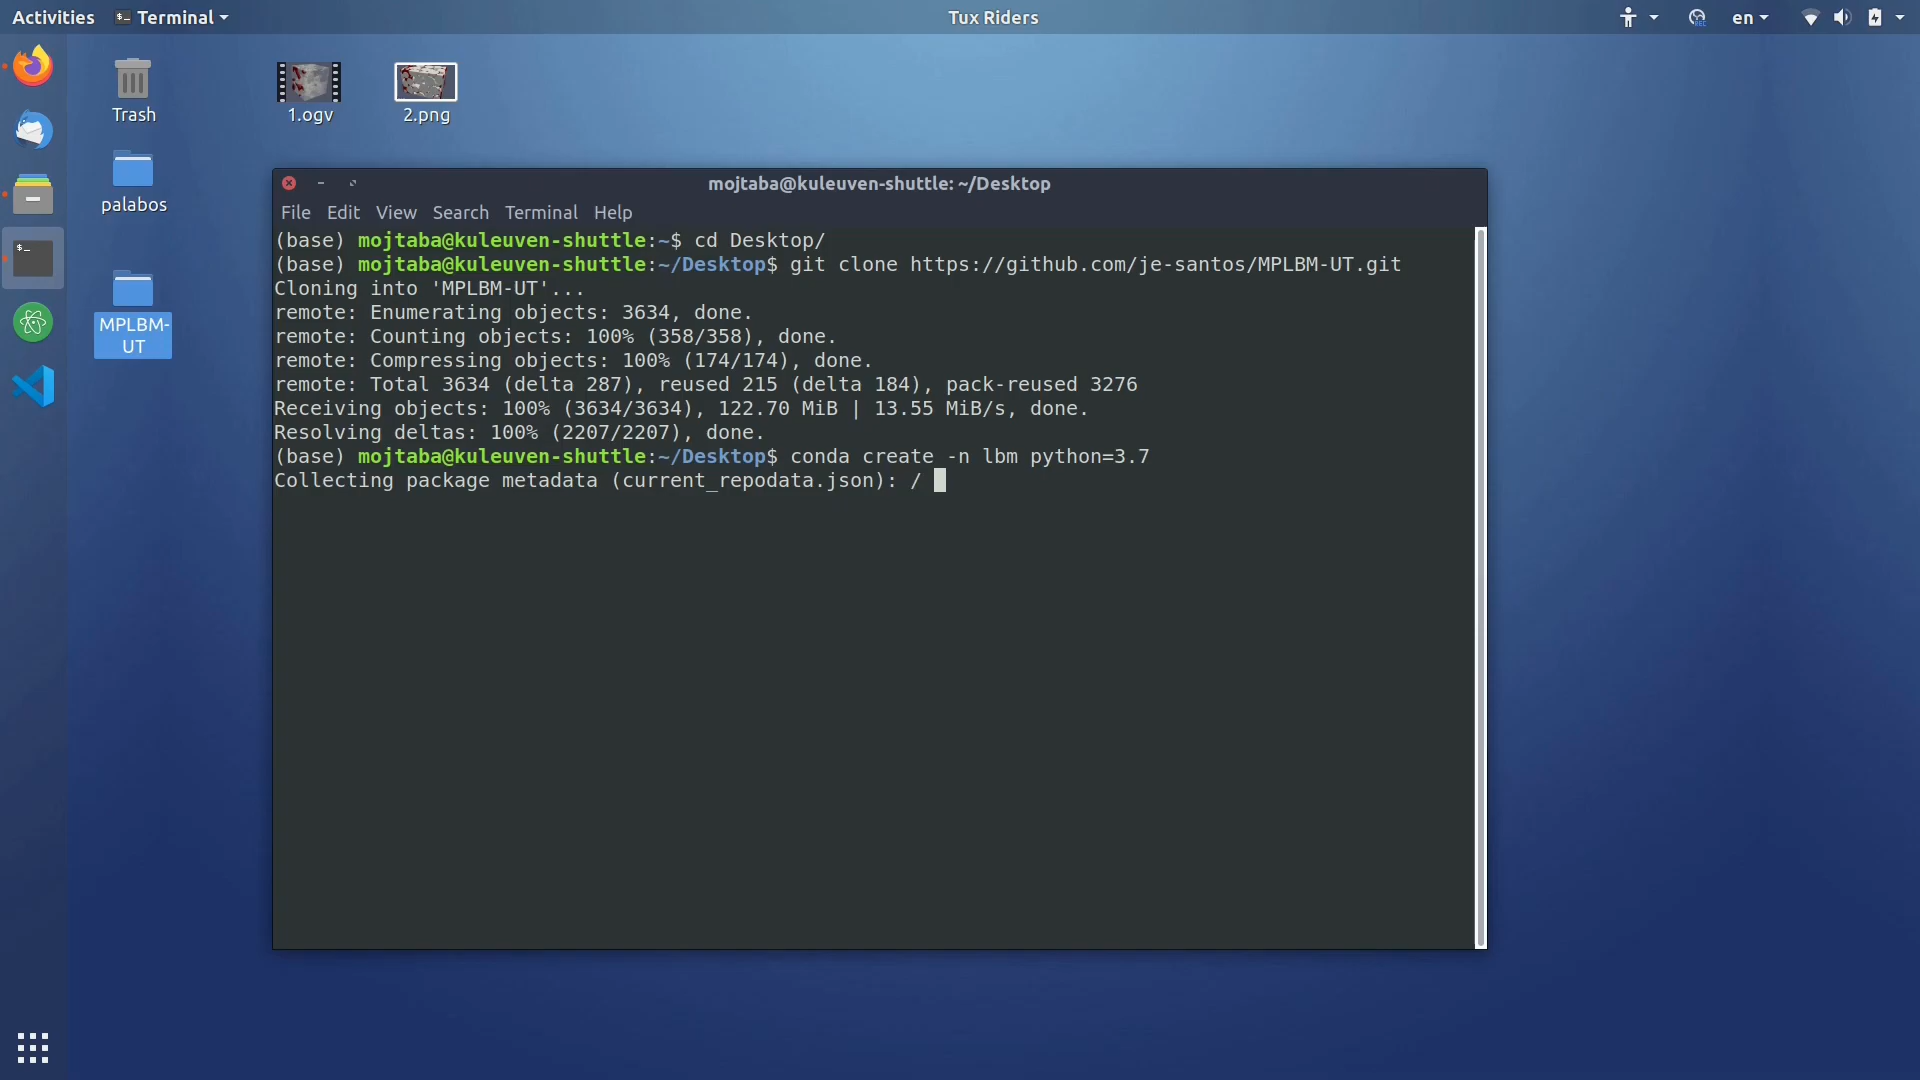 Activities
Terminal
Tux Riders
en
Trash
1.ogv
2.png
palabos
MPLBM-
UT
mojtaba@kuleuven-shuttle: ~/Desktop
File Edit View Search Terminal Help
(base) mojtaba@kuleuven-shuttle:~$ cd Desktop/
(base) mojtaba@kuleuven-shuttle:~/Desktop$ git clone https://github.com/je-santos/MPLBM-UT.git
Cloning into 'MPLBM-UT'...
remote: Enumerating objects: 3634, done.
remote: Counting objects: 100% (358/358), done.
remote: Compressing objects: 100% (174/174), done.
remote: Total 3634 (delta 287), reused 215 (delta 184), pack-reused 3276
Receiving objects: 100% (3634/3634), 122.70 MiB | 13.55 MiB/s, done.
Resolving deltas: 100% (2207/2207), done.
(base) mojtaba@kuleuven-shuttle:~/Desktop$ conda create -n lbm python=3.7
Collecting package metadata (current_repodata.json): /